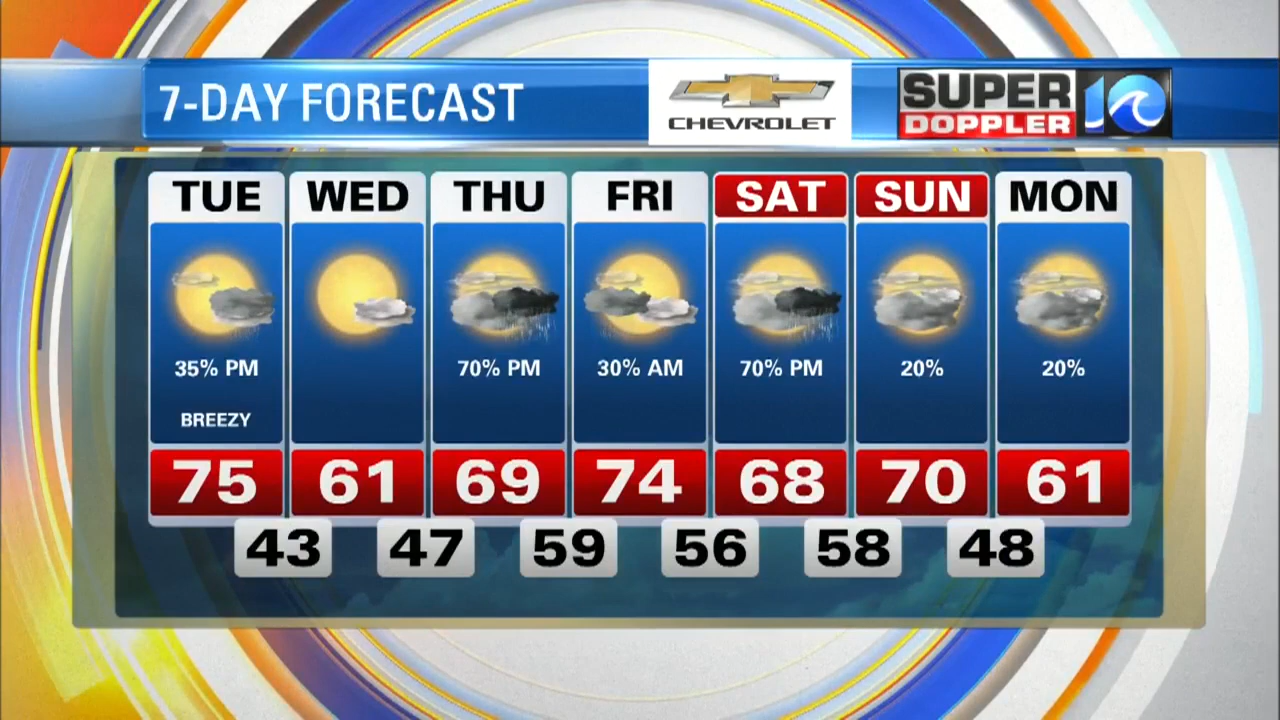 7-DAY FORECAST
CHEVROLET
SUPER
DOPPLER
10
TUE WED THU FRI SAT SUN MON
35% PM 70% PM 30% AM 70% PM 20% 20%
BREEZY
75 61 69 74 68 70 61
43 47 59 56 58 48